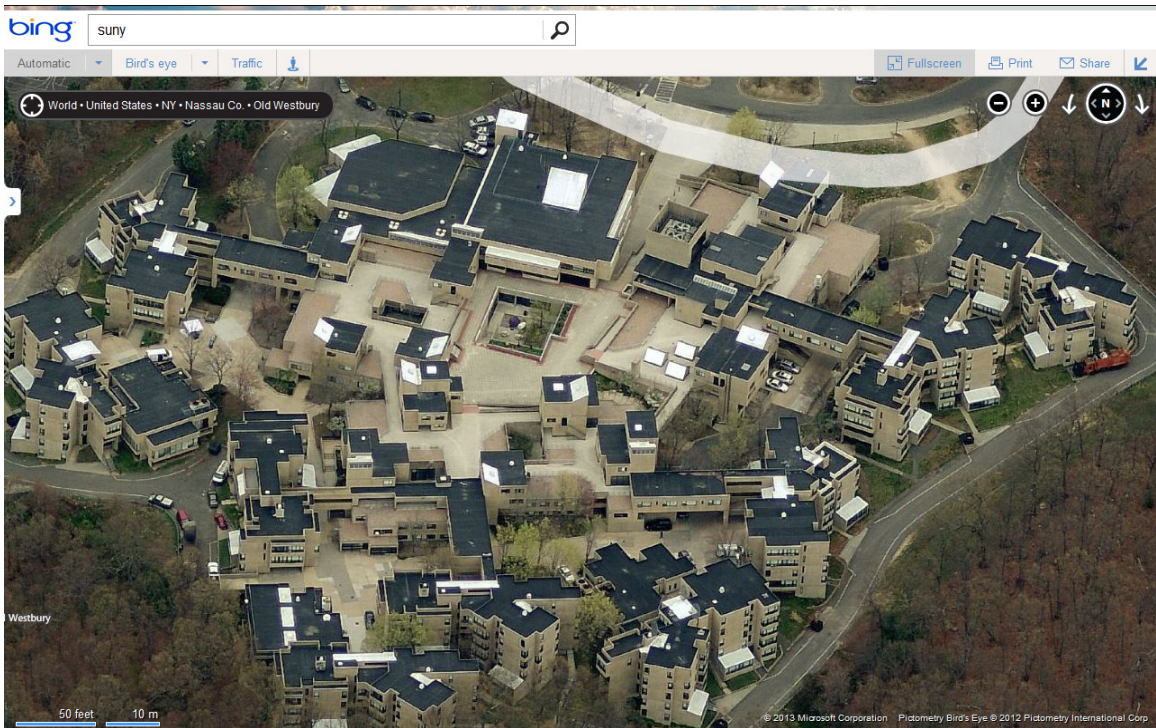 bing
suny
Automatic Bird's eye Traffic Fullscreen Print Share
World • United States • NY • Nassau Co. • Old Westbury
N
Westbury
50 feet 10 m
© 2013 Microsoft Corporation Pictometry Bird's Eye © 2012 Pictometry International Corp